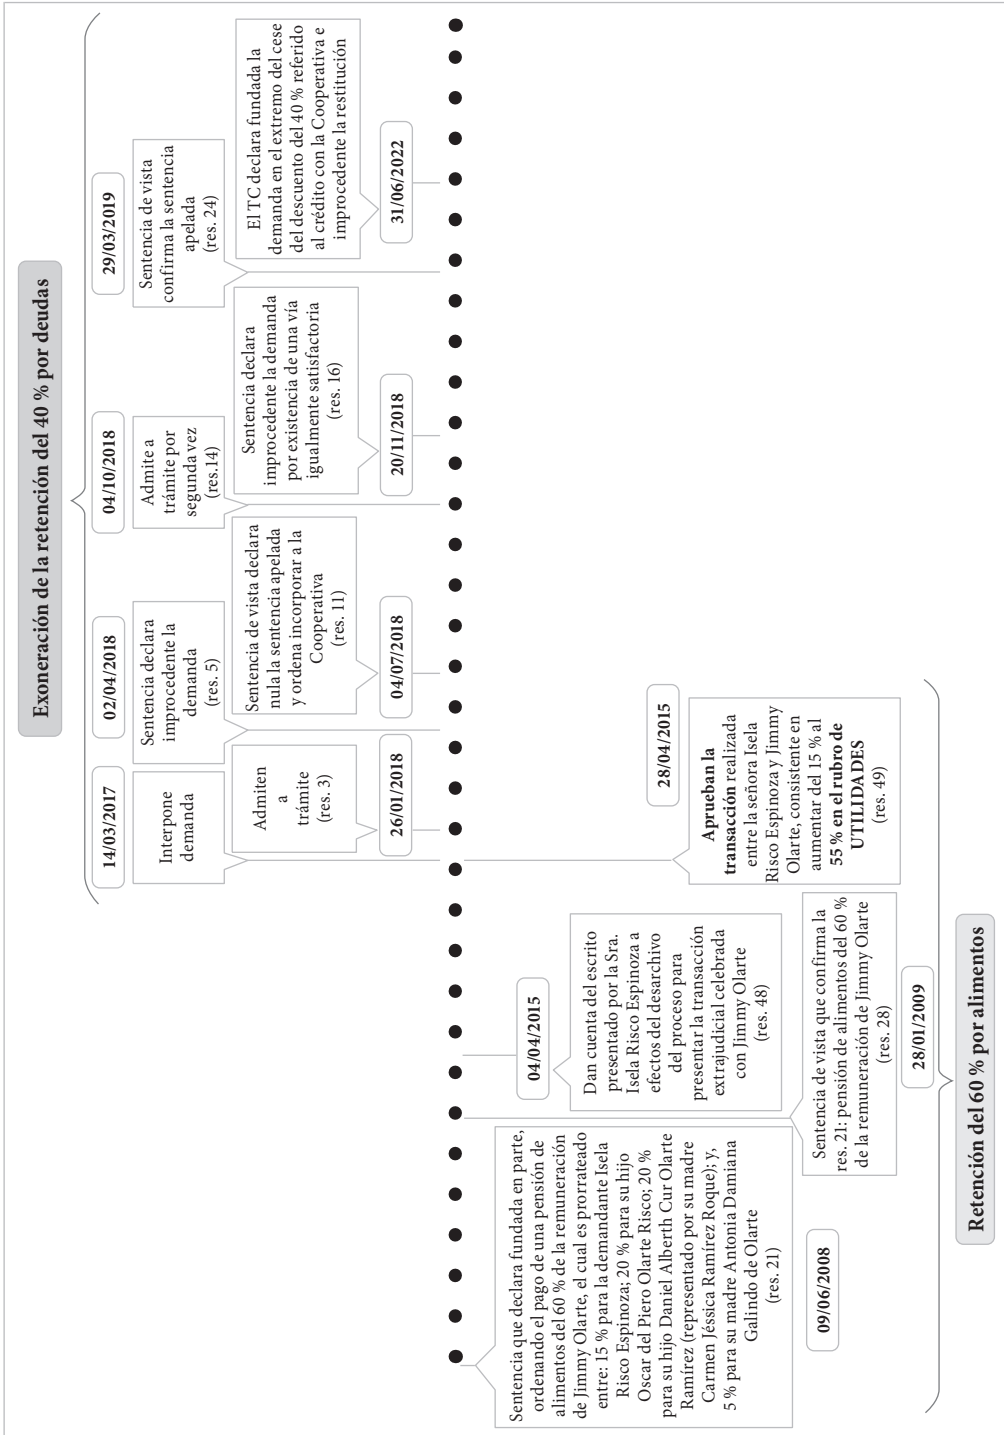 Exoneración de la retención del 40 % por deudas
14/03/2017
Interpone
demanda
Admiten
a
trámite
(res. 3)
26/01/2018
02/04/2018
Sentencia declara
improcedente la
demanda
(res. 5)
Sentencia de vista declara
nula la sentencia apelada
y ordena incorporar a la
Cooperativa
(res. 11)
04/07/2018
04/10/2018
Admite a
trámite por
segunda vez
(res.14)
Sentencia declara
improcedente la demanda
por existencia de una vía
igualmente satisfactoria
(res. 16)
20/11/2018
29/03/2019
Sentencia de vista
confirma la sentencia
apelada
(res. 24)
El TC declara fundada la
demanda en el extremo del cese
del descuento del 40 % referido
al crédito con la Cooperativa e
improcedente la restitución
31/06/2022
Sentencia que declara fundada en parte,
ordenando el pago de una pensión de
alimentos del 60 % de la remuneración
de Jimmy Olarte, el cual es prorrateado
entre: 15 % para la demandante Isela
Risco Espinoza; 20 % para su hijo
Oscar del Piero Olarte Risco; 20 %
para su hijo Daniel Alberth Cur Olarte
Ramírez (representado por su madre
Carmen Jéssica Ramírez Roque); y,
5 % para su madre Antonia Damiana
Galindo de Olarte
(res. 21)
09/06/2008
04/04/2015
Dan cuenta del escrito
presentado por la Sra.
Isela Risco Espinoza a
efectos del desarchivo
del proceso para
presentar la transacción
extrajudicial celebrada
con Jimmy Olarte
(res. 48)
Sentencia de vista que confirma la
res. 21: pensión de alimentos del 60 %
de la remuneración de Jimmy Olarte
(res. 28)
28/01/2009
28/04/2015
Aprueban la
transacción realizada
entre la señora Isela
Risco Espinoza y Jimmy
Olarte, consistente en
aumentar del 15 % al
55 % en el rubro de
UTILIDADES
(res. 49)
Retención del 60 % por alimentos